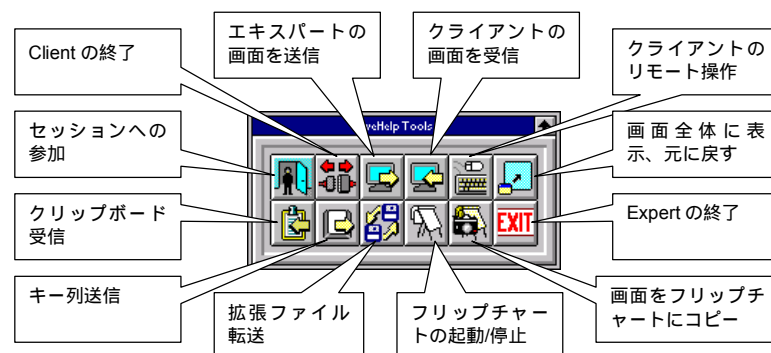 Client の終了
エキスパートの
画面を送信
クライアントの
画面を受信
クライアントの
リモート操作
セッションへの
参加
Tools
画面全体に表
示、元に戻す
クリップボード
受信
EXIT
Expert の終了
キー列送信
拡張ファイル
転送
フリップチャー
トの起動/停止
画面をフリップチ
ャートにコピー